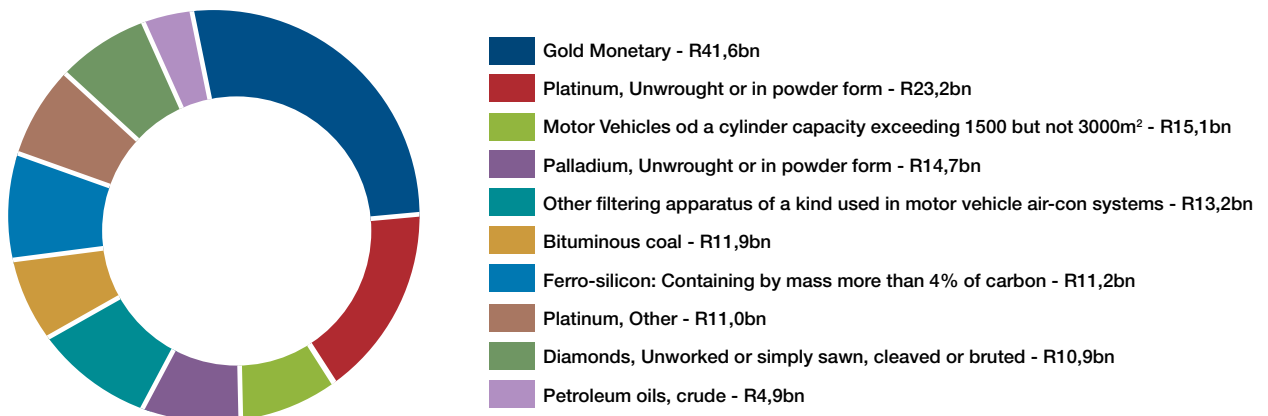 Gold Monetary - R41,6bn
Platinum, Unwrought or in powder form - R23,2bn
Motor Vehicles od a cylinder capacity exceeding 1500 but not 3000m² - R15,1bn
Palladium, Unwrought or in powder form - R14,7bn
Other filtering apparatus of a kind used in motor vehicle air-con systems - R13,2bn
Bituminous coal - R11,9bn
Ferro-silicon: Containing by mass more than 4% of carbon - R11,2bn
Platinum, Other - R11,0bn
Diamonds, Unworked or simply sawn, cleaved or bruted - R10,9bn
Petroleum oils, crude - R4,9bn